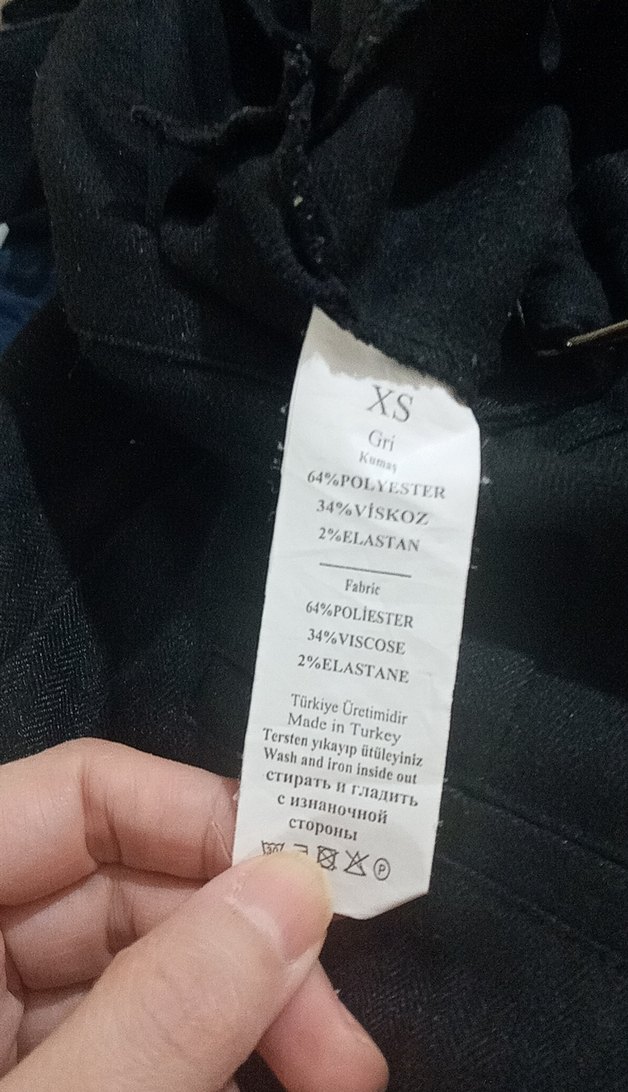 XS
Gri
Kumaş
64%POLYESTER
34%VİSKOZ
2%ELASTAN
Fabric
64%POLİESTER
34%VISCOSE
2%ELASTANE
Türkiye Üretimidir
Made in Turkey
Tersten yıkayıp ütüleyiniz
Wash and iron inside out
стирать и гладить
с изнаночной
стороны
P